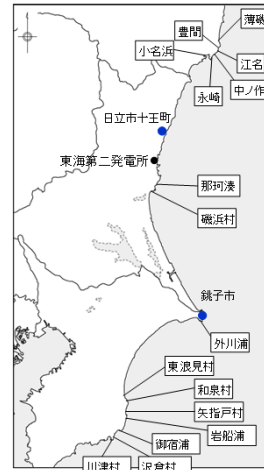 薄磯
豊間
小名浜
江名
中ノ作
永崎
日立市十王町
東海第二発電所
那珂湊
磯浜村
銚子市
外川浦
東浪見村
和泉村
矢指戸村
岩船浦
御宿浦
川津村
沢倉村